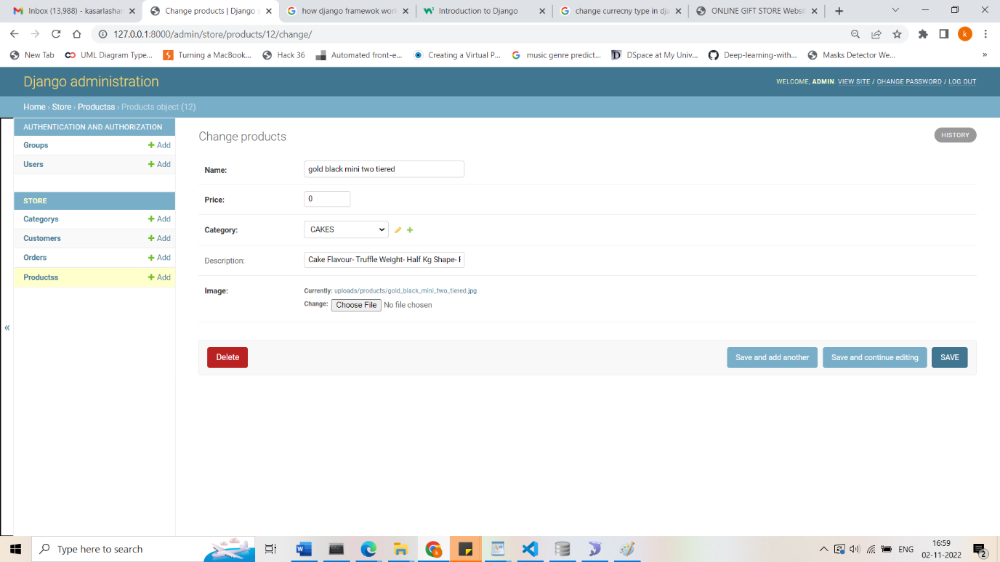 Inbox (13,988) - kasarlashar
Change products | Django s
how django framewok work
Introduction to Django
change currecny type in dja
ONLINE GIFT STORE Websit
127.0.0.1:8000/admin/store/products/12/change/
k
New Tab
UML Diagram Type...
Turning a MacBook...
Hack 36
Automated front-e...
Creating a Virtual P...
music genre predict...
DSpace at My Univ...
Deep-learning-with...
Masks Detector We...
»
Django administration
WELCOME, ADMIN. VIEW SITE / CHANGE PASSWORD / LOG OUT
Home › Store › Productss › Products object (12)
AUTHENTICATION AND AUTHORIZATION
Groups + Add
Users + Add
STORE
Categorys + Add
Customers + Add
Orders + Add
Productss + Add
«
Change products
HISTORY
Name: gold black mini two tiered
Price: 0
Category: CAKES
Description: Cake Flavour- Truffle Weight- Half Kg Shape- F
Image: Currently: uploads/products/gold_black_mini_two_tiered.jpg
Change: Choose File No file chosen
Delete
Save and add another
Save and continue editing
SAVE
Type here to search
ENG
16:59
02-11-2022
2